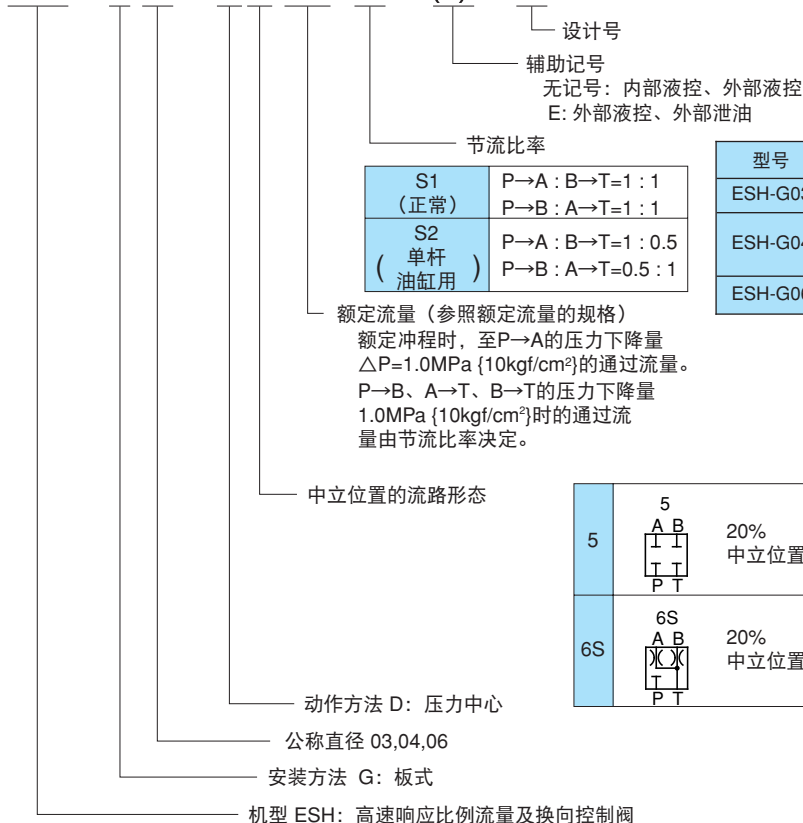 设计号
辅助记号
无记号：内部液控、外部液控
E: 外部液控、外部泄油
节流比率
S1
（正常）
P→A : B→T=1 : 1
P→B : A→T=1 : 1
S2
单杆
( 油缸用 )
P→A : B→T=1 : 0.5
P→B : A→T=0.5 : 1
型号
ESH-G03
ESH-G04
ESH-G06
额定流量（参照额定流量的规格）
额定冲程时，至P→A的压力下降量
△P=1.0MPa {10kgf/cm²}的通过流量。
P→B、A→T、B→T的压力下降量
1.0MPa {10kgf/cm²}时的通过流
量由节流比率决定。
中立位置的流路形态
5
5
A B
P T
20%
中立位置
6S
6S
A B
P T
20%
中立位置
动作方法 D：压力中心
公称直径 03,04,06
安装方法 G：板式
机型 ESH：高速响应比例流量及换向控制阀